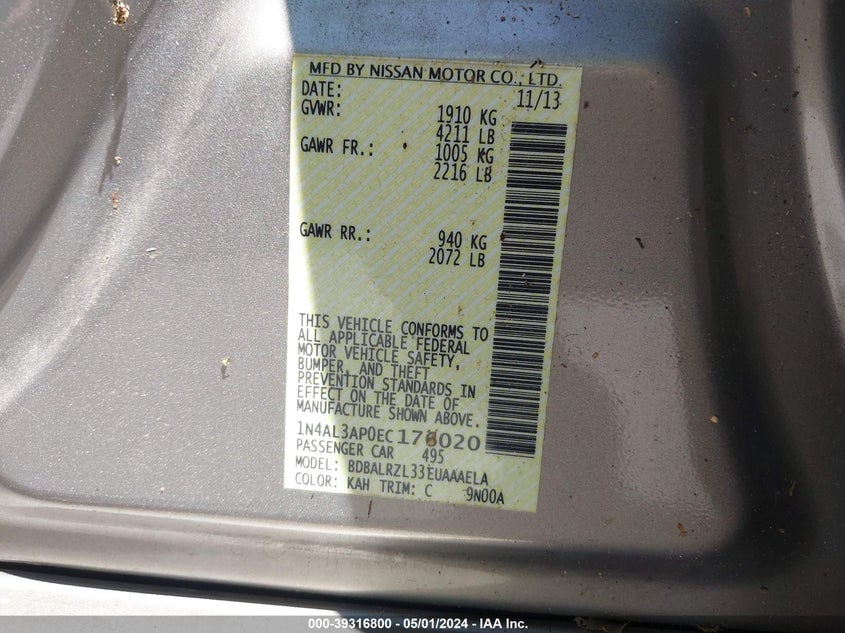 MFD BY NISSAN MOTOR CO., LTD.
DATE: 11/13
GVWR: 1910 KG
4211 LB
GAWR FR.: 1005 KG
2216 LB
GAWR RR.: 940 KG
2072 LB
THIS VEHICLE CONFORMS TO
ALL APPLICABLE FEDERAL
MOTOR VEHICLE SAFETY,
BUMPER, AND THEFT
PREVENTION STANDARDS IN
EFFECT ON THE DATE OF
MANUFACTURE SHOWN ABOVE.
PASSENGER CAR 495
MODEL: BDBALRZL33EUAAAELA
COLOR: KAH TRIM: C 9N00A
000-39316800 - 05/01/2024 - IAA Inc.